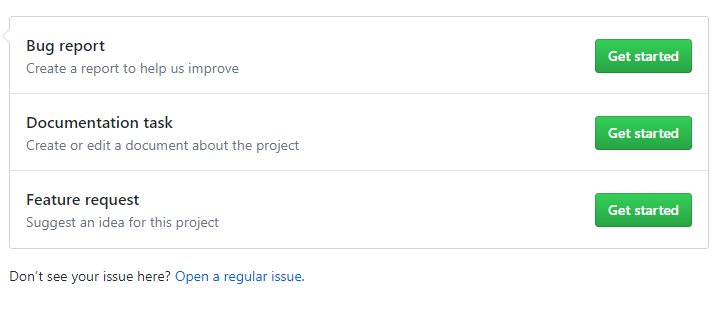 Bug report
Create a report to help us improve
Get started
Documentation task
Create or edit a document about the project
Get started
Feature request
Suggest an idea for this project
Get started
Don’t see your issue here? Open a regular issue.